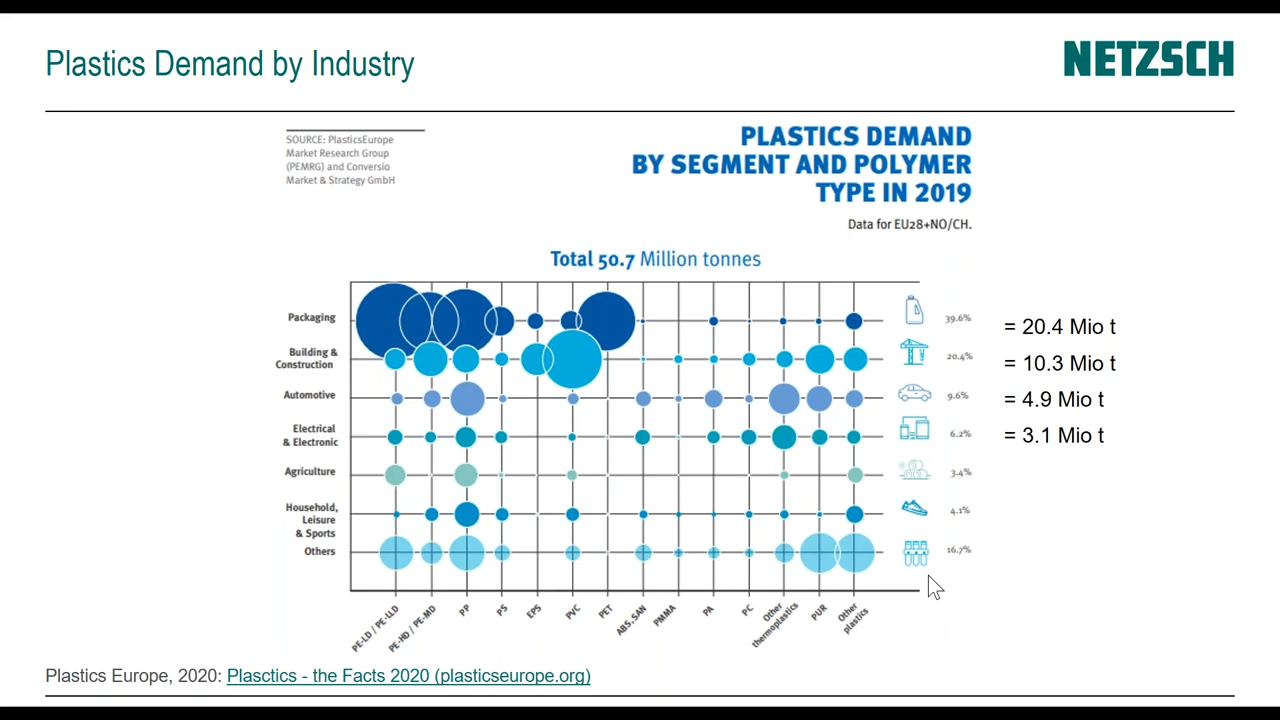 Plastics Demand by Industry
NETZSCH
SOURCE: PlasticsEurope
Market Research Group
(PEMRG) and Conversio
Market & Strategy GmbH
PLASTICS DEMAND
BY SEGMENT AND POLYMER
TYPE IN 2019
Data for EU28+NO/CH.
Total 50.7 Million tonnes
Packaging
39.6%
= 20.4 Mio t
Building &
Construction
20.4%
= 10.3 Mio t
Automotive
9.6%
= 4.9 Mio t
Electrical
& Electronic
6.2%
= 3.1 Mio t
Agriculture
3.4%
Household,
Leisure
& Sports
4.1%
Others
16.7%
PE-LD / PE-LLD
PE-HD / PE-MD
PP
PS
EPS
PVC
PET
ABS, SAN
PMMA
PA
PC
Other
thermoplastics
PUR
Other
plastics
Plastics Europe, 2020: Plasctics - the Facts 2020 (plasticseurope.org)